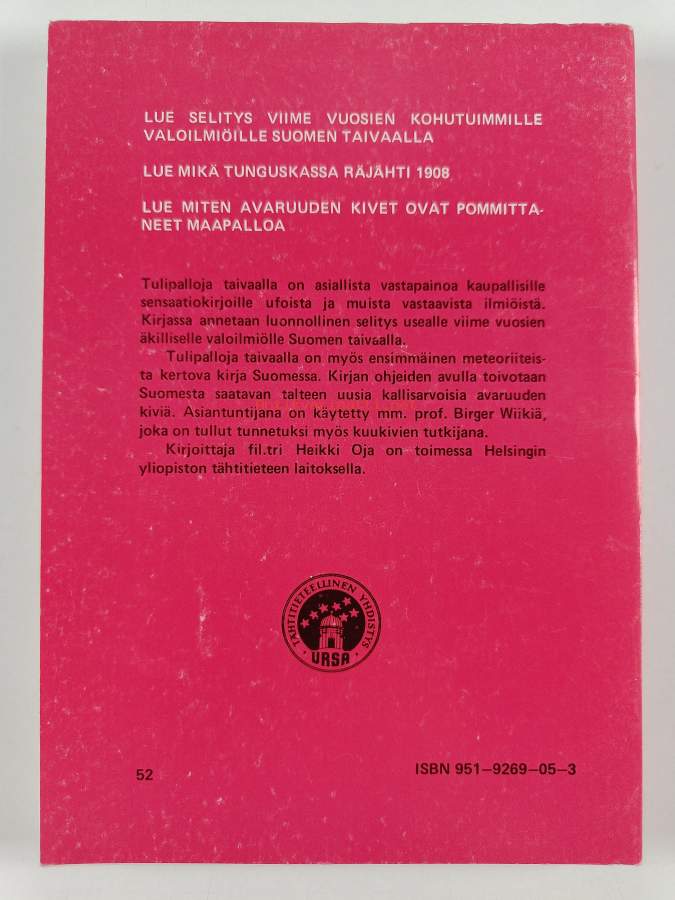 LUE SELITYS VIIME VUOSIEN KOHUTUIMMILLE
VALOILMIÖILLE SUOMEN TAIVAALLA
LUE MIKÄ TUNGUSKASSA RÄJÄHTI 1908
LUE MITEN AVARUUDEN KIVET OVAT POMMITTA-
NEET MAAPALLOA
Tulipalloja taivaalla on asiallista vastapainoa kaupallisille
sensaatiokirjoille ufoista ja muista vastaavista ilmiöistä.
Kirjassa annetaan luonnollinen selitys usealle viime vuosien
äkilliselle valoilmiölle Suomen taivaalla.
Tulipalloja taivaalla on myös ensimmäinen meteoriiteis-
ta kertova kirja Suomessa. Kirjan ohjeiden avulla toivotaan
Suomesta saatavan talteen uusia kallisarvoisia avaruuden
kiviä. Asiantuntijana on käytetty mm. prof. Birger Wiikiä,
joka on tullut tunnetuksi myös kuukivien tutkijana.
Kirjoittaja fil.tri Heikki Oja on toimessa Helsingin
yliopiston tähtitieteen laitoksella.
TÄHTITIETEELLINEN YHDISTYS
URSA
52
ISBN 951-9269-05-3